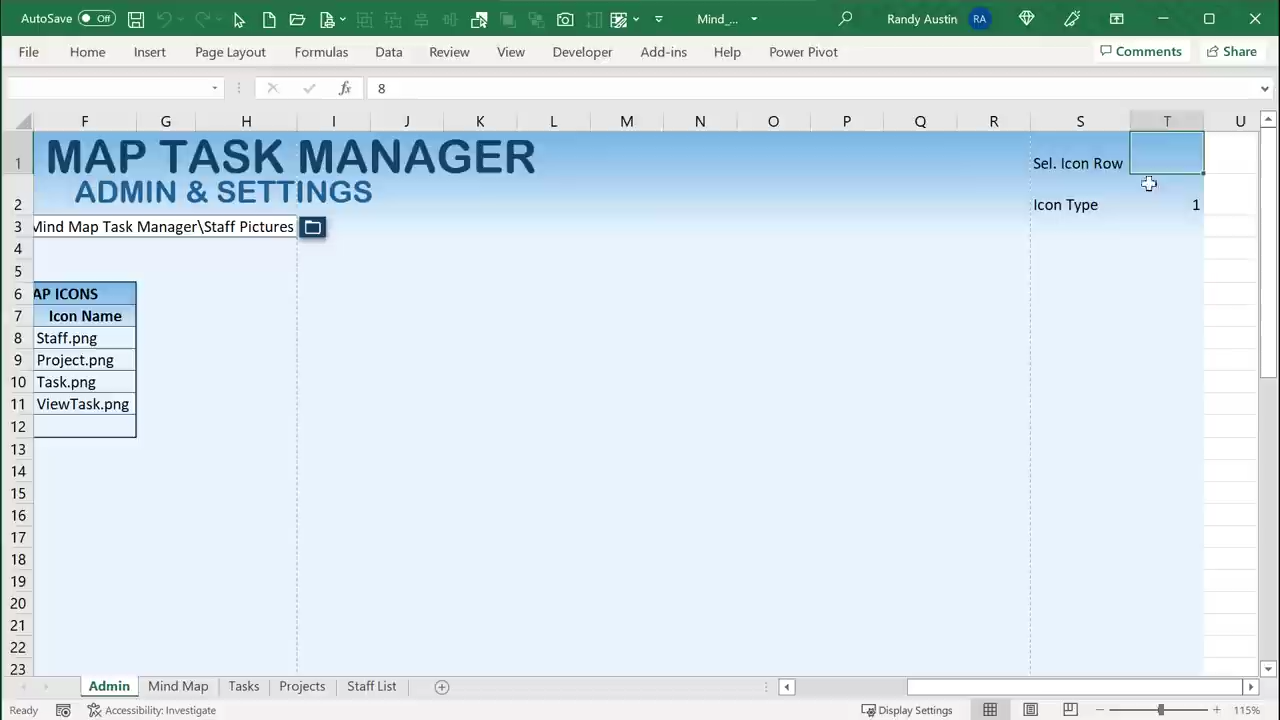 AutoSave Off Mind_... Randy Austin RA
File Home Insert Page Layout Formulas Data Review View Developer Add-ins Help Power Pivot Comments Share
fx 8
F G H I J K L M N O P Q R S T U
1 MAP TASK MANAGER Sel. Icon Row
ADMIN & SETTINGS
2 Icon Type 1
3 Mind Map Task Manager\Staff Pictures
4
5
6 AP ICONS
7 Icon Name
8 Staff.png
9 Project.png
10 Task.png
11 ViewTask.png
12
13
14
15
16
17
18
19
20
21
22
23
Admin Mind Map Tasks Projects Staff List
Ready Accessibility: Investigate Display Settings 115%